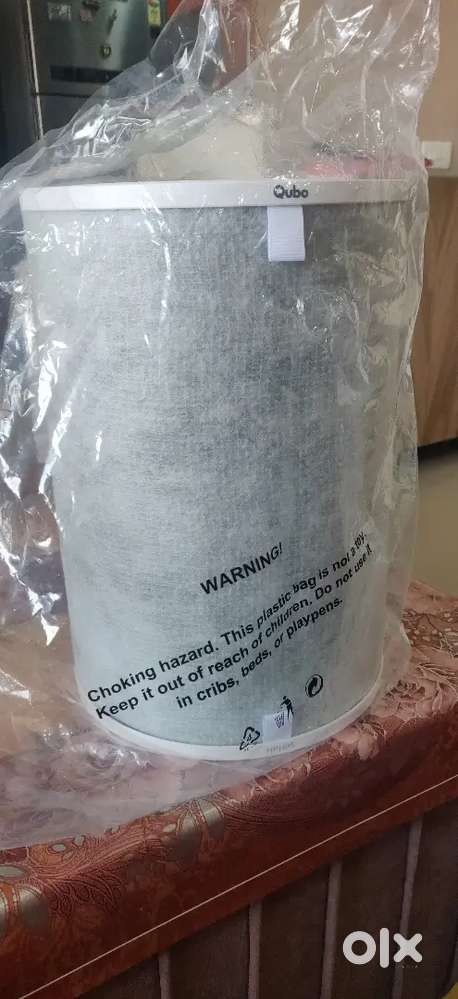 Qubo
WARNING!
Choking hazard. This plastic bag is not a toy.
Keep it out of reach of children. Do not use it
in cribs, beds, or playpens.
olx